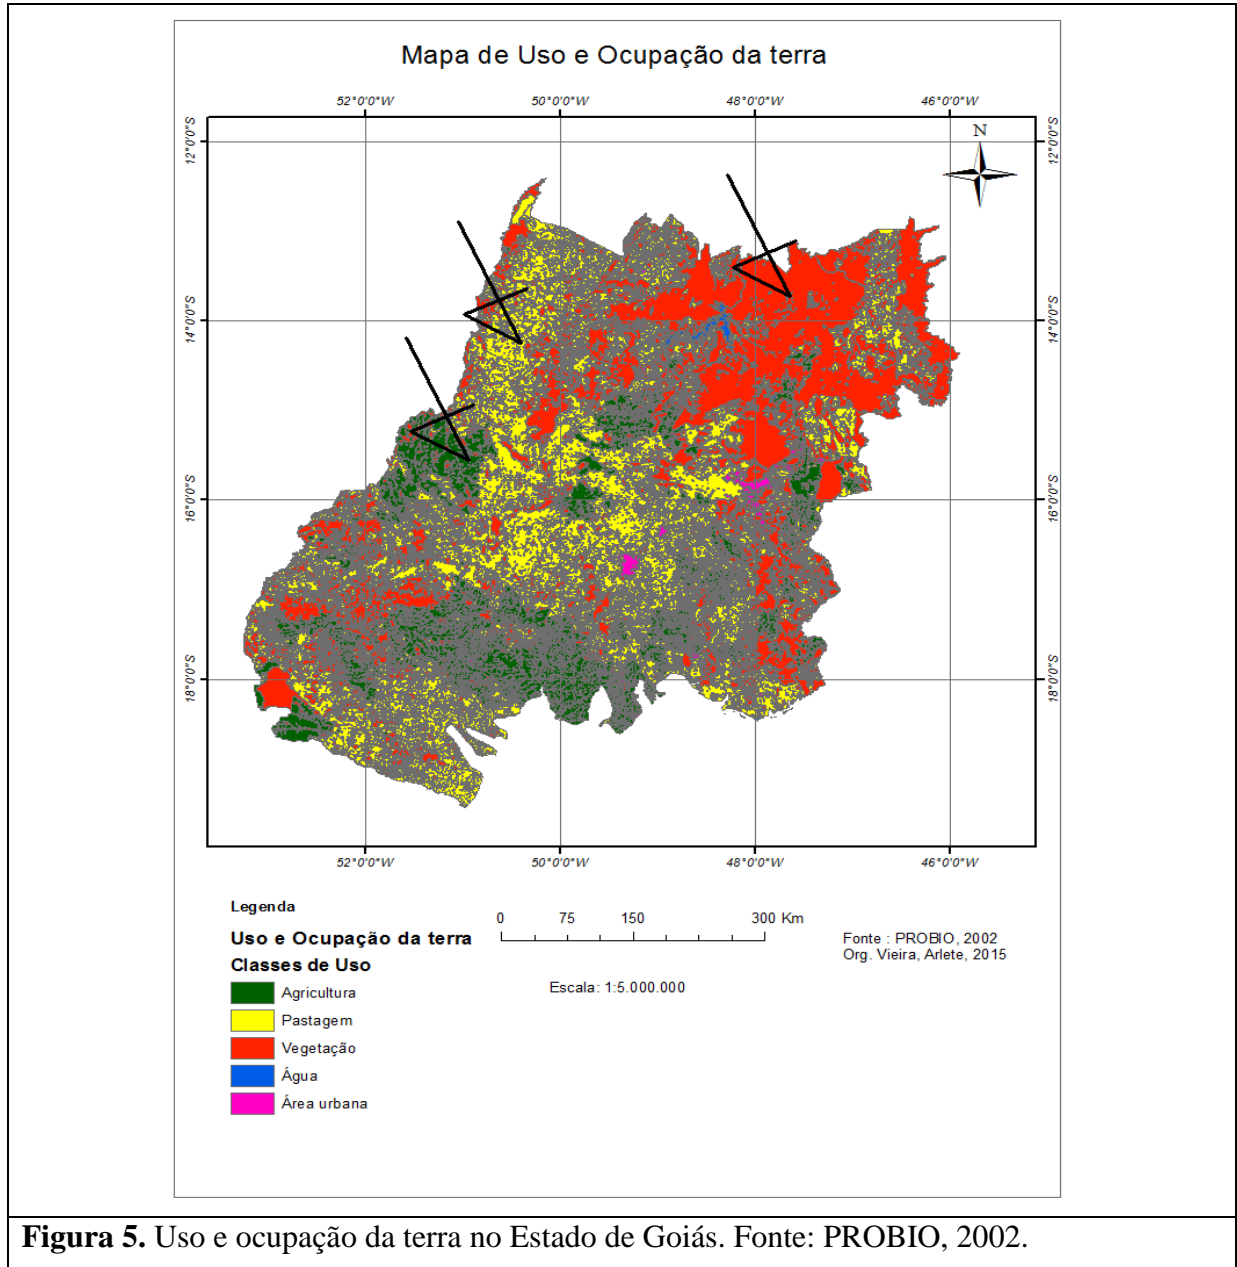 Mapa de Uso e Ocupação da terra
52°0'0"W 50°0'0"W 48°0'0"W 46°0'0"W
N
12°0'0"S 12°0'0"S
14°0'0"S 14°0'0"S
16°0'0"S 16°0'0"S
18°0'0"S 18°0'0"S
52°0'0"W 50°0'0"W 48°0'0"W 46°0'0"W
Legenda
Uso e Ocupação da terra
Classes de Uso
Agricultura
Pastagem
Vegetação
Água
Área urbana
0 75 150 300 Km
Escala: 1:5.000.000
Fonte : PROBIO, 2002
Org. Vieira, Arlete, 2015
Figura 5. Uso e ocupação da terra no Estado de Goiás. Fonte: PROBIO, 2002.